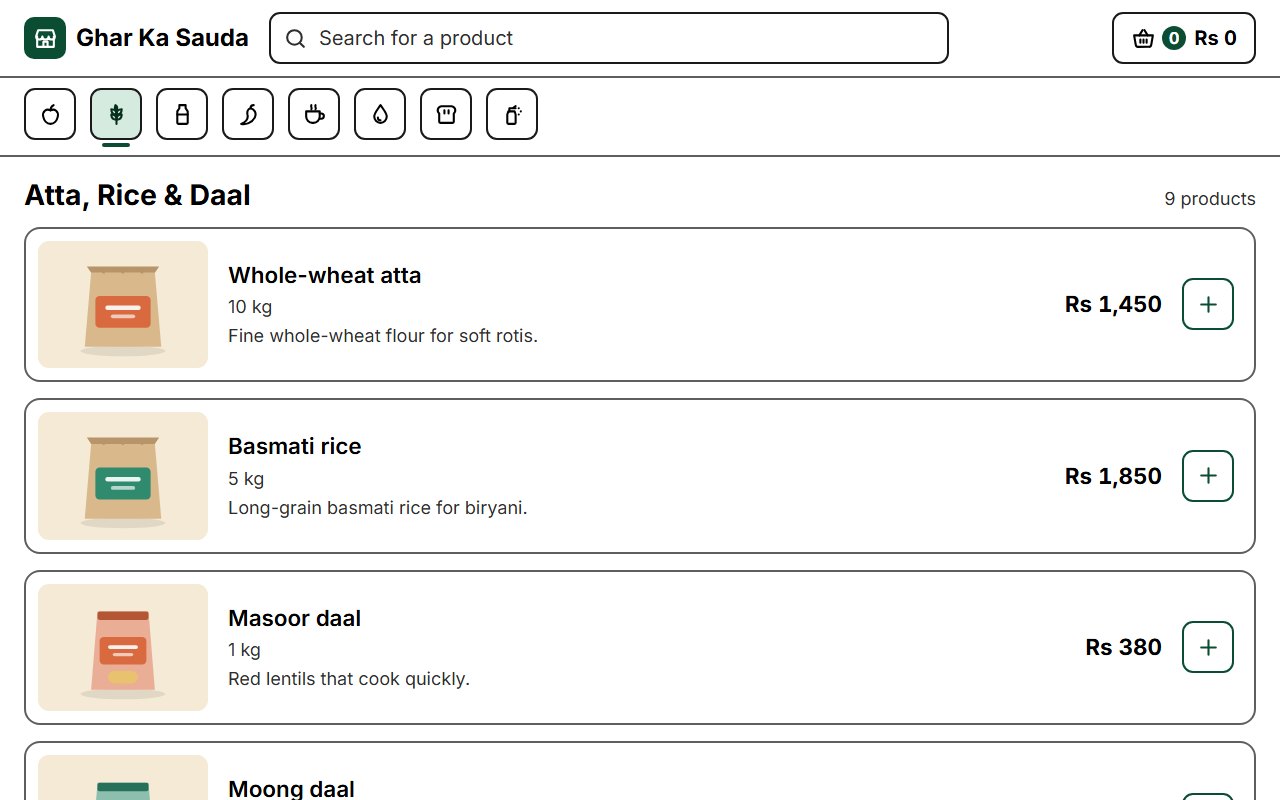 Ghar Ka Sauda
Search for a product
0 Rs 0
Atta, Rice & Daal
9 products
Whole-wheat atta
10 kg
Fine whole-wheat flour for soft rotis.
Rs 1,450
Basmati rice
5 kg
Long-grain basmati rice for biryani.
Rs 1,850
Masoor daal
1 kg
Red lentils that cook quickly.
Rs 380
Moong daal